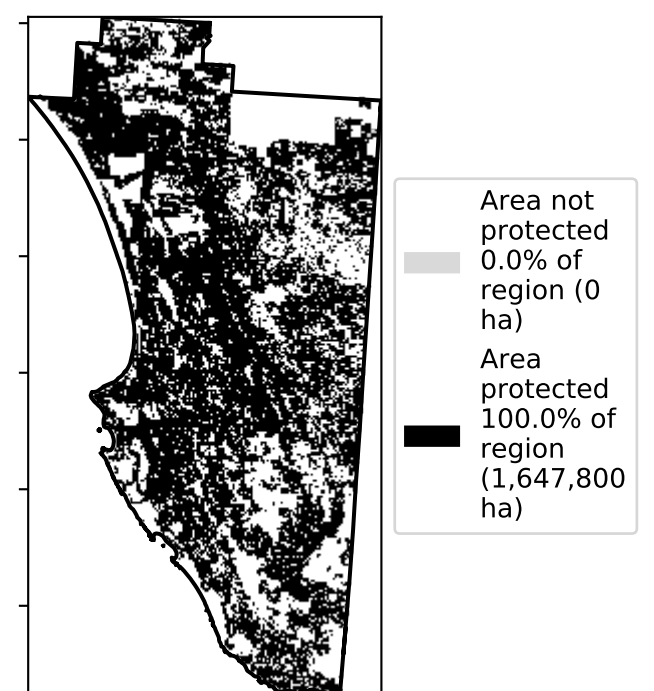 Area not
protected
0.0% of
region (0
ha)
Area
protected
100.0% of
region
(1,647,800
ha)